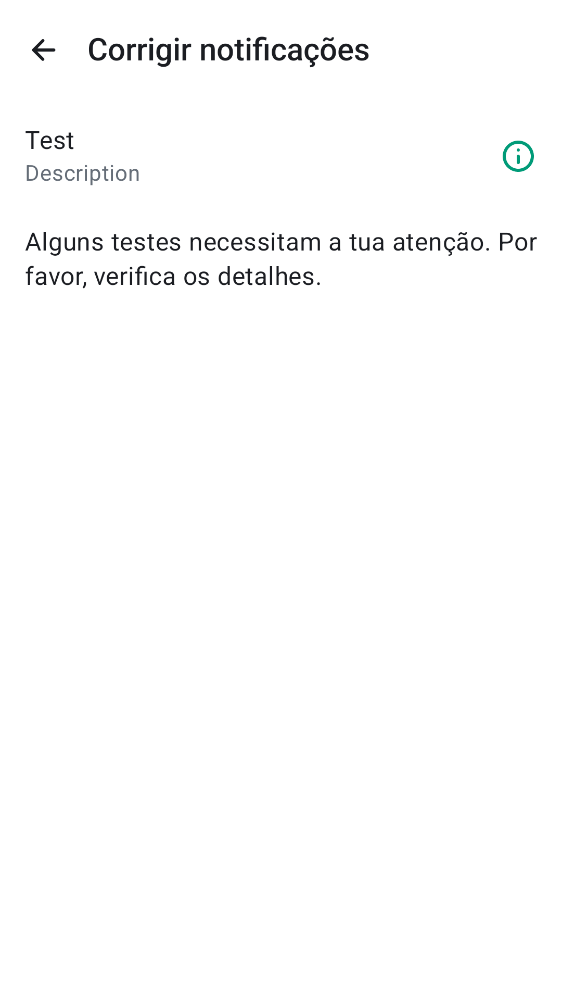 Corrigir notificações
Test
Description
Alguns testes necessitam a tua atenção. Por
favor, verifica os detalhes.